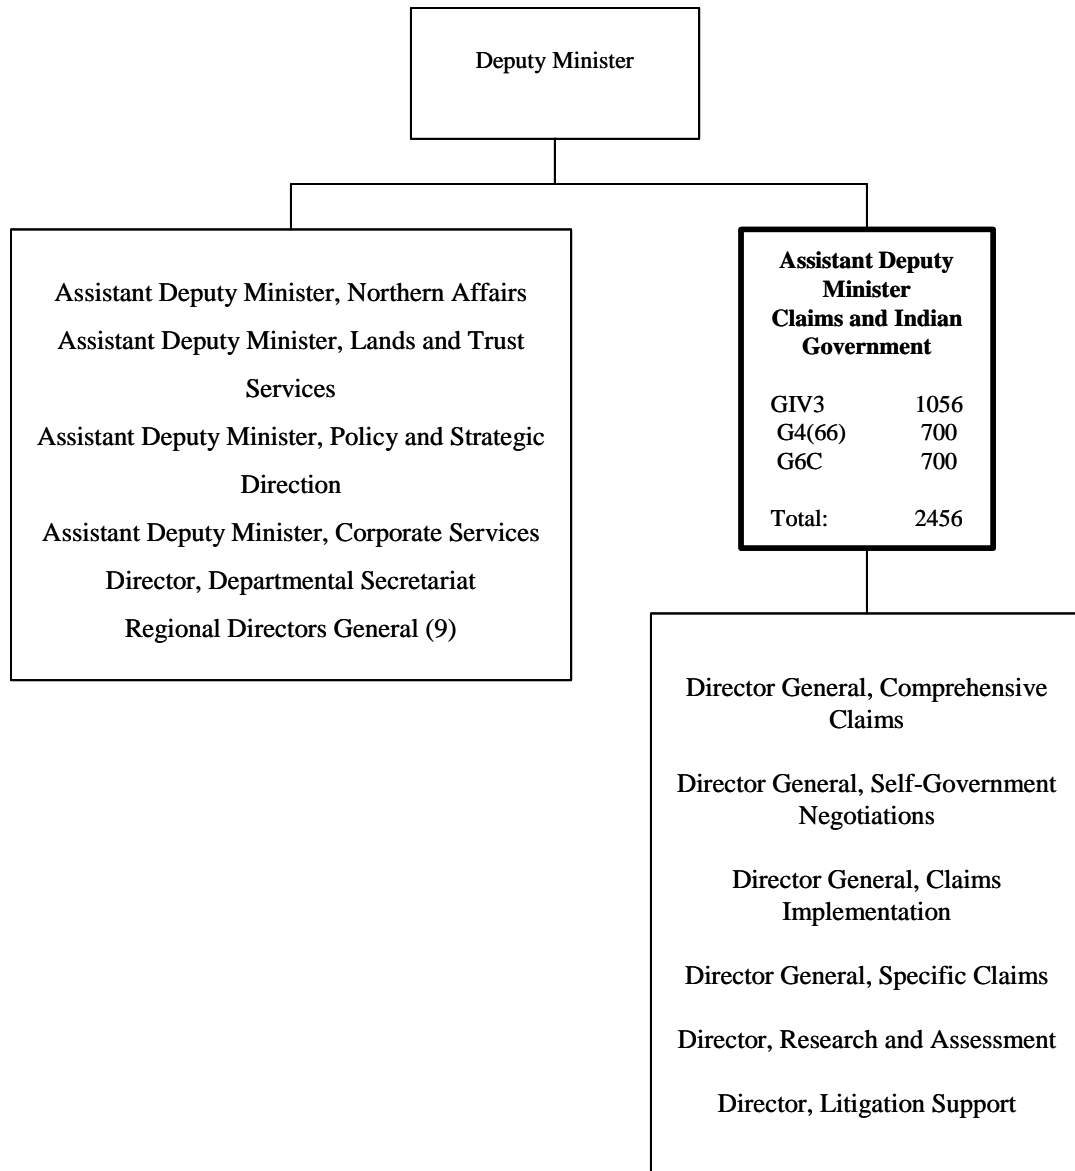 Deputy Minister
Assistant Deputy Minister, Northern Affairs
Assistant Deputy Minister, Lands and Trust
Services
Assistant Deputy Minister, Policy and Strategic
Direction
Assistant Deputy Minister, Corporate Services
Director, Departmental Secretariat
Regional Directors General (9)
Assistant Deputy
Minister
Claims and Indian
Government
GIV3 1056
G4(66) 700
G6C 700
Total: 2456
Director General, Comprehensive
Claims
Director General, Self-Government
Negotiations
Director General, Claims
Implementation
Director General, Specific Claims
Director, Research and Assessment
Director, Litigation Support